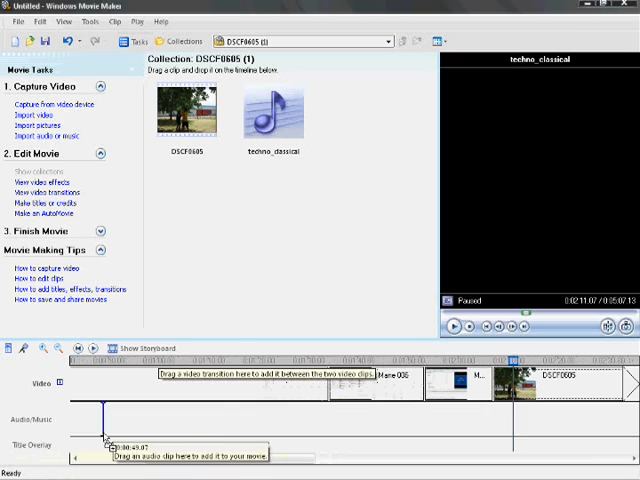 Untitled - Windows Movie Maker
File Edit View Tools Clip Play Help
Tasks Collections DSCF0605 (1)
Movie Tasks
Collection: DSCF0605 (1)
Drag a clip and drop it on the timeline below.
techno_classical
1. Capture Video
Capture from video device
Import video
Import pictures
Import audio or music
DSCF0605
techno_classical
2. Edit Movie
Show collections
View video effects
View video transitions
Make titles or credits
Make an AutoMovie
3. Finish Movie
Movie Making Tips
How to capture video
How to edit clips
How to add titles, effects, transitions
How to save and share movies
Paused
0:02:11.07 / 0:05:07.13
Show Storyboard
Drag a video transition here to add it between the two video clips.
Video
Mane 006
M...
DSCF0605
Audio/Music
Title Overlay
0:00:49.07
Drag an audio clip here to add it to your movie.
Ready